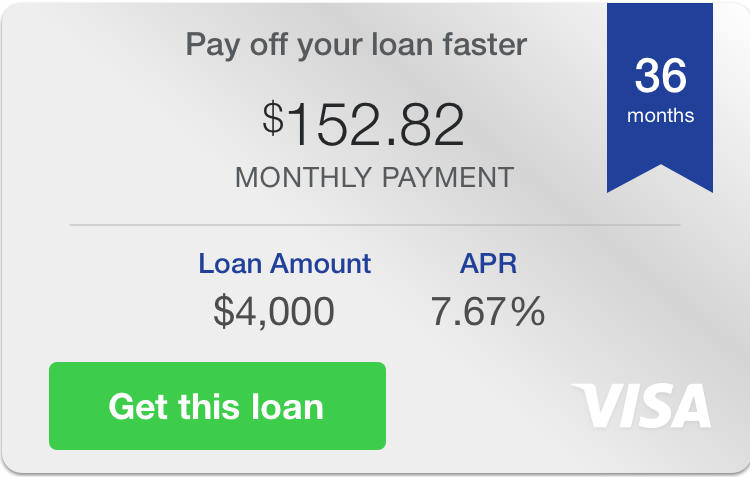 Pay off your loan faster
36
months
$152.82
MONTHLY PAYMENT
Loan Amount APR
$4,000 7.67%
Get this loan
VISA